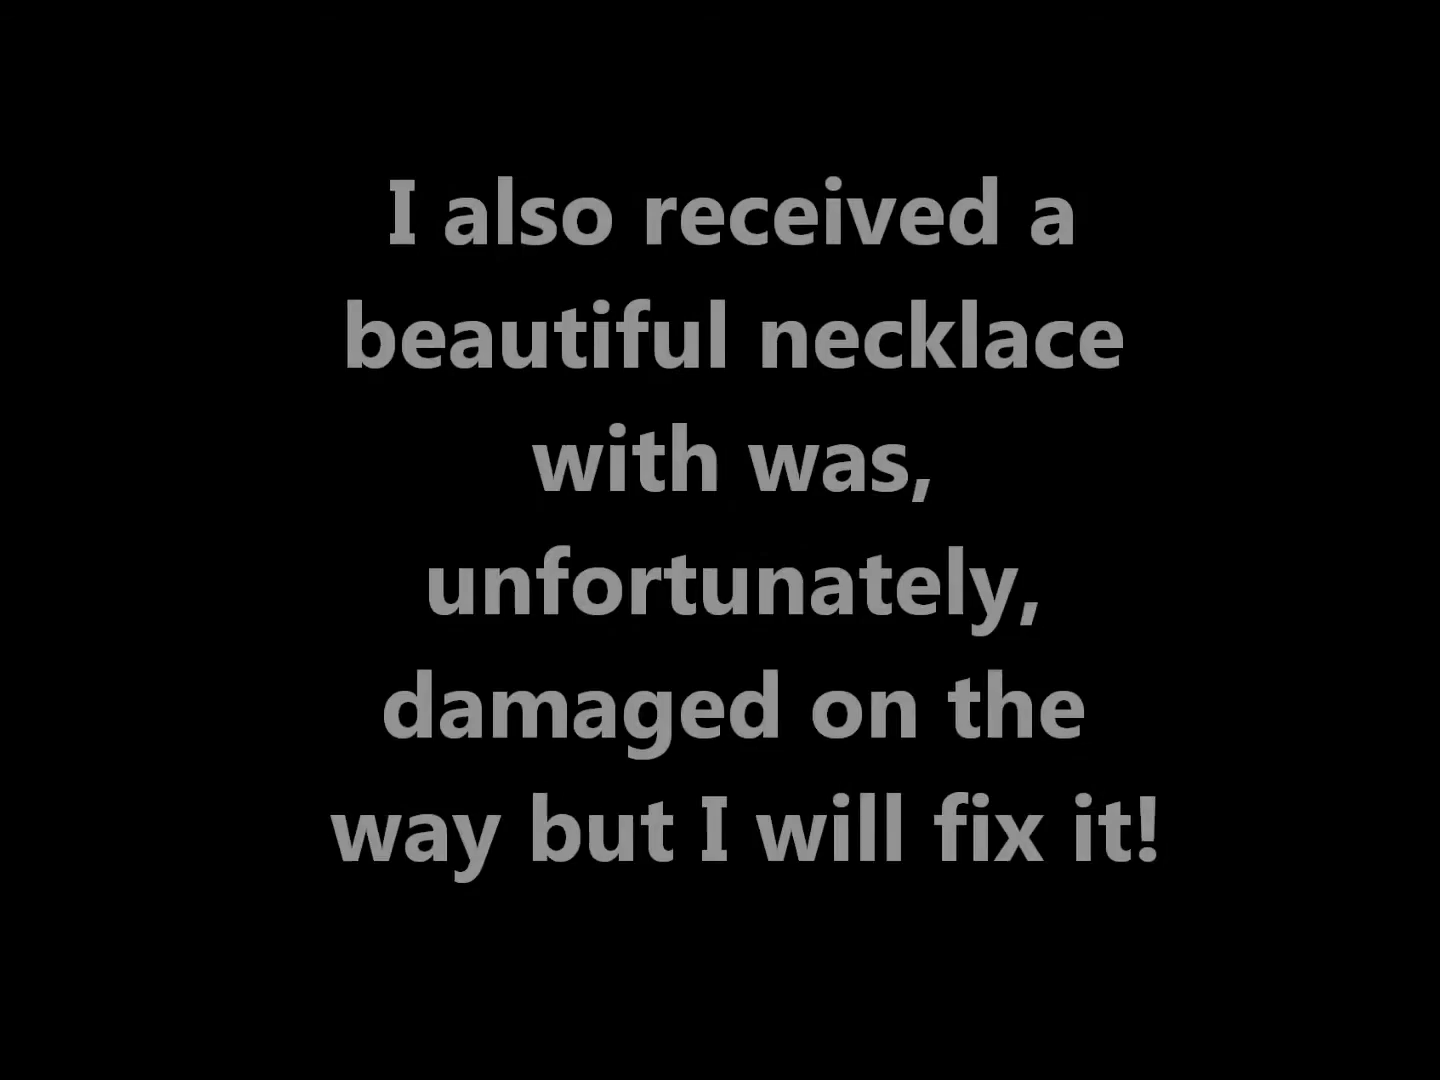 I also received a
beautiful necklace
with was,
unfortunately,
damaged on the
way but I will fix it!